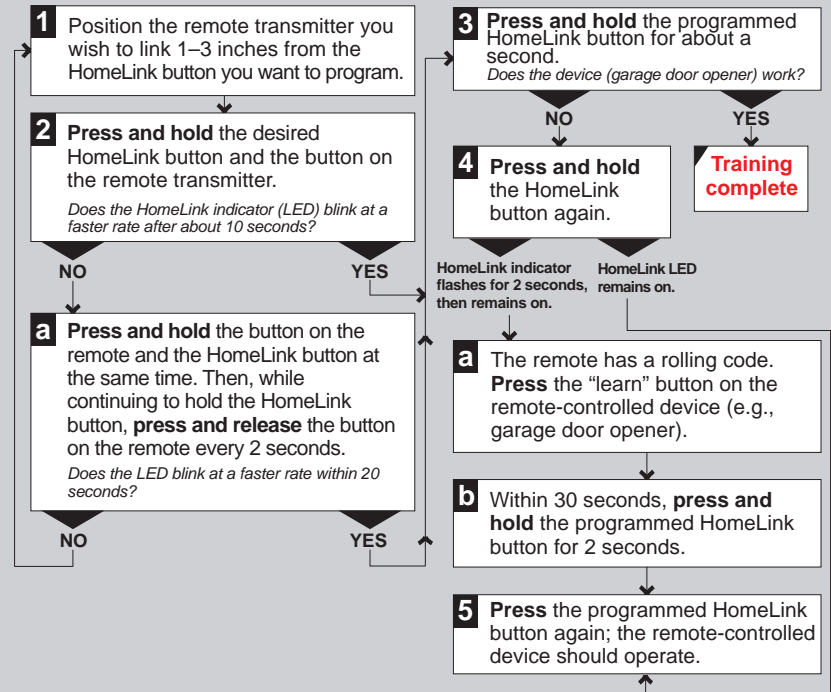 1 Position the remote transmitter you
wish to link 1–3 inches from the
HomeLink button you want to program.
2 Press and hold the desired
HomeLink button and the button on
the remote transmitter.
Does the HomeLink indicator (LED) blink at a
faster rate after about 10 seconds?
NO
YES
a Press and hold the button on the
remote and the HomeLink button at
the same time. Then, while
continuing to hold the HomeLink
button, press and release the button
on the remote every 2 seconds.
Does the LED blink at a faster rate within 20
seconds?
NO
YES
3 Press and hold the programmed
HomeLink button for about a
second.
Does the device (garage door opener) work?
NO
YES
4 Press and hold
the HomeLink
button again.
Training
complete
HomeLink indicator
flashes for 2 seconds,
then remains on.
HomeLink LED
remains on.
a The remote has a rolling code.
Press the “learn” button on the
remote-controlled device (e.g.,
garage door opener).
b Within 30 seconds, press and
hold the programmed HomeLink
button for 2 seconds.
5 Press the programmed HomeLink
button again; the remote-controlled
device should operate.